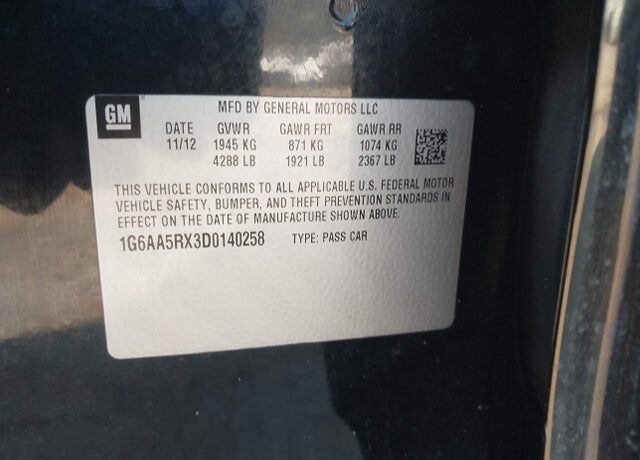 GM
MFD BY GENERAL MOTORS LLC
DATE GVWR GAWR FRT GAWR RR
11/12 1945 KG 871 KG 1074 KG
4288 LB 1921 LB 2367 LB
THIS VEHICLE CONFORMS TO ALL APPLICABLE U.S. FEDERAL MOTOR
VEHICLE SAFETY, BUMPER, AND THEFT PREVENTION STANDARDS IN
EFFECT ON THE DATE OF MANUFACTURE SHOWN ABOVE.
1G6AA5RX3D0140258 TYPE: PASS CAR